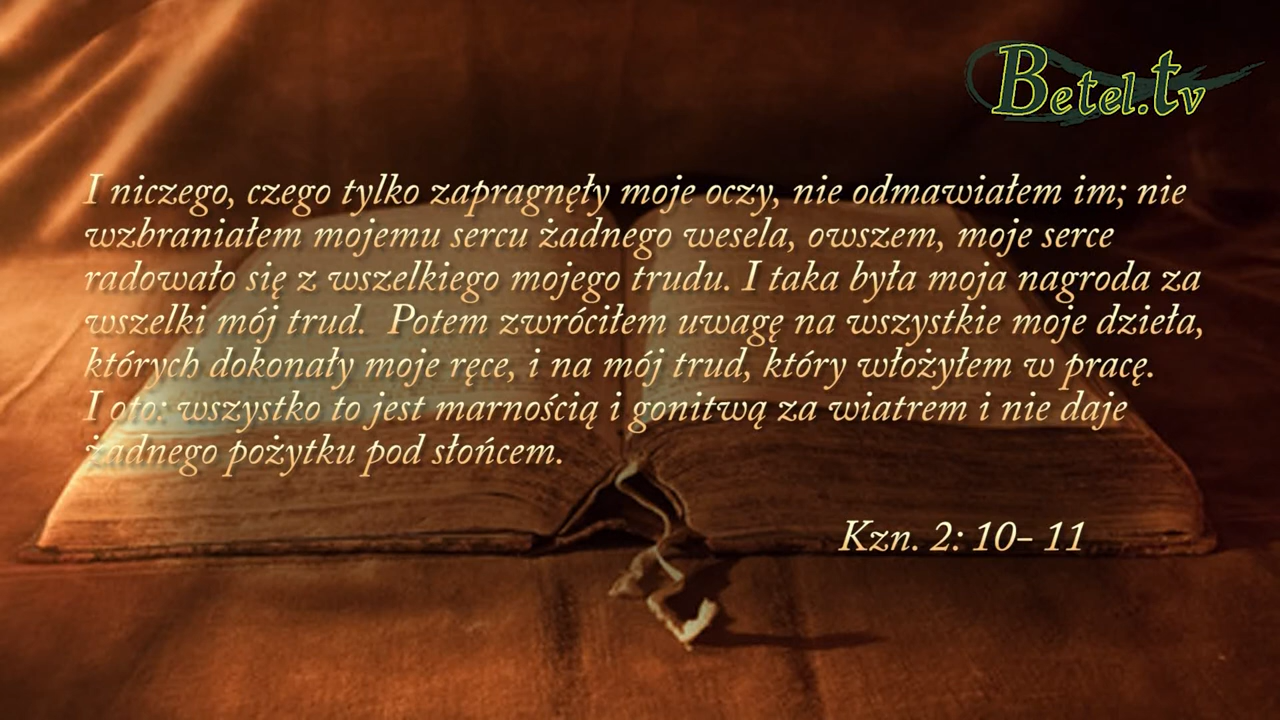 Betel.tv
I niczego, czego tylko zapragnęły moje oczy, nie odmawiałem im; nie
wzbraniałem mojemu sercu żadnego wesela, owszem, moje serce
radowało się z wszelkiego mojego trudu. I taka była moja nagroda za
wszelki mój trud.  Potem zwróciłem uwagę na wszystkie moje dzieła,
których dokonały moje ręce, i na mój trud, który włożyłem w pracę.
I oto: wszystko to jest marnością i gonitwą za wiatrem i nie daje
żadnego pożytku pod słońcem.
Kzn. 2: 10- 11